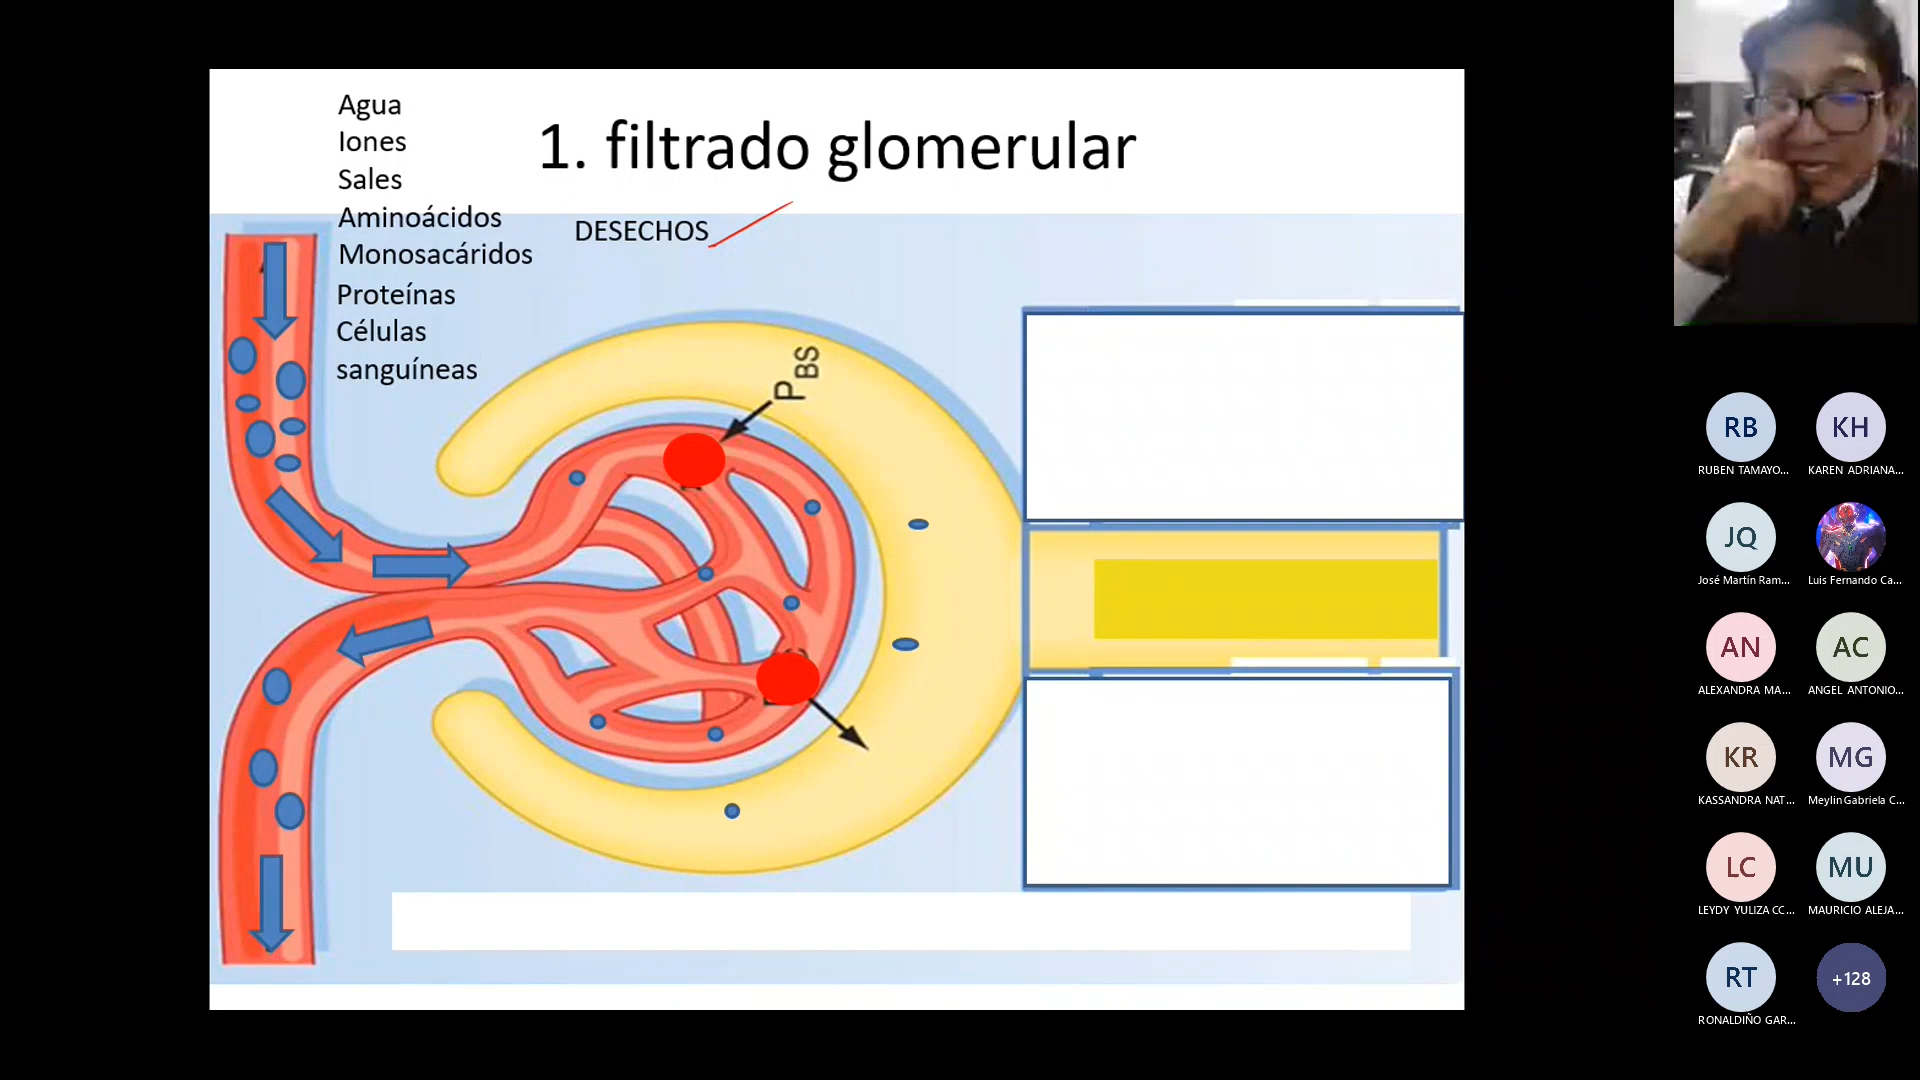 Agua
Iones
Sales
Aminoácidos
Monosacáridos
Proteínas
Células
sanguíneas
1. filtrado glomerular
DESECHOS
PBS
RB
RUBEN TAMAYO...
KH
KAREN ADRIANA...
JQ
José Martín Ram...
Luis Fernando Ca...
AN
ALEXANDRA MA...
AC
ANGEL ANTONIO...
KR
KASSANDRA NAT...
MG
Meylin Gabriela C...
LC
LEYDY YULIZA CC...
MU
MAURICIO ALEJA...
RT
RONALDIÑO GAR...
+128